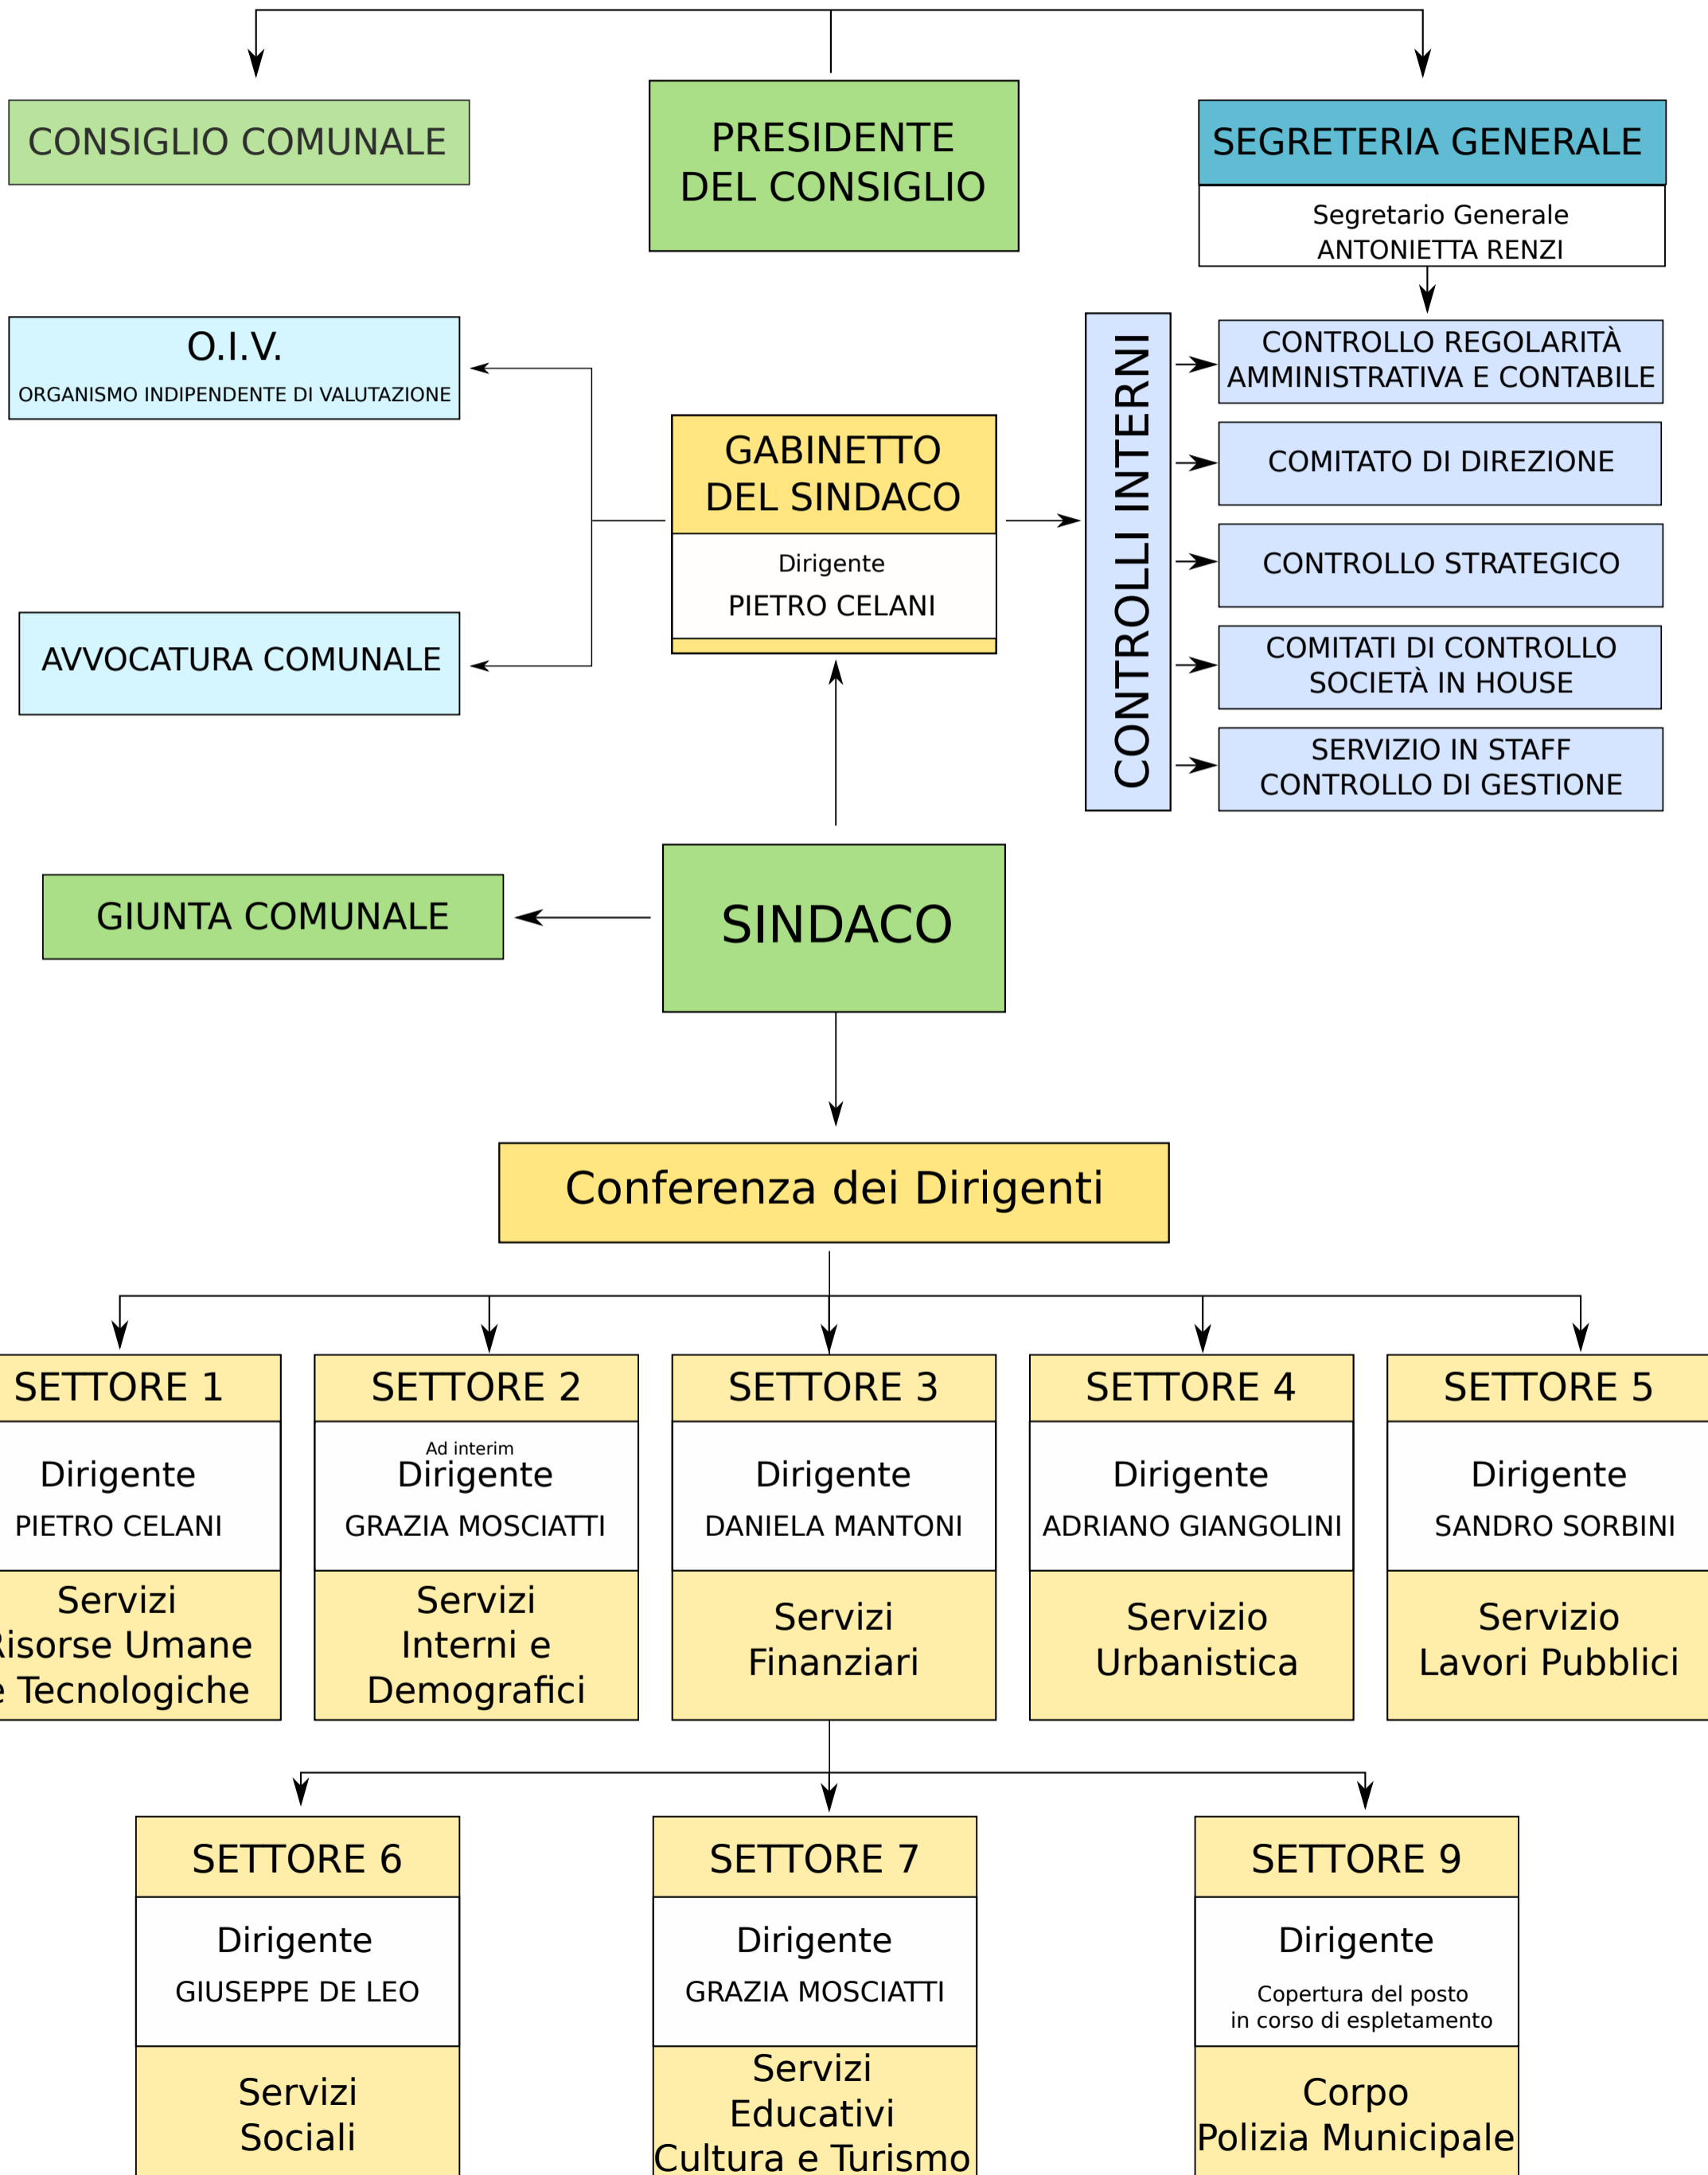 CONSIGLIO COMUNALE
PRESIDENTE
DEL CONSIGLIO
SEGRETERIA GENERALE
Segretario Generale
ANTONIETTA RENZI
O.I.V.
ORGANISMO INDIPENDENTE DI VALUTAZIONE
AVVOCATURA COMUNALE
GABINETTO
DEL SINDACO
Dirigente
PIETRO CELANI
CONTROLLI INTERNI
CONTROLLO REGOLARITÀ
AMMINISTRATIVA E CONTABILE
COMITATO DI DIREZIONE
CONTROLLO STRATEGICO
COMITATI DI CONTROLLO
SOCIETÀ IN HOUSE
SERVIZIO IN STAFF
CONTROLLO DI GESTIONE
GIUNTA COMUNALE
SINDACO
Conferenza dei Dirigenti
SETTORE 1
Dirigente
PIETRO CELANI
Servizi
Risorse Umane
e Tecnologiche
SETTORE 2
Ad interim
Dirigente
GRAZIA MOSCIATTI
Servizi
Interni e
Demografici
SETTORE 3
Dirigente
DANIELA MANTONI
Servizi
Finanziari
SETTORE 4
Dirigente
ADRIANO GIANGOLINI
Servizio
Urbanistica
SETTORE 5
Dirigente
SANDRO SORBINI
Servizio
Lavori Pubblici
SETTORE 6
Dirigente
GIUSEPPE DE LEO
Servizi
Sociali
SETTORE 7
Dirigente
GRAZIA MOSCIATTI
Servizi
Educativi
Cultura e Turismo
SETTORE 9
Dirigente
Copertura del posto
in corso di espletamento
Corpo
Polizia Municipale